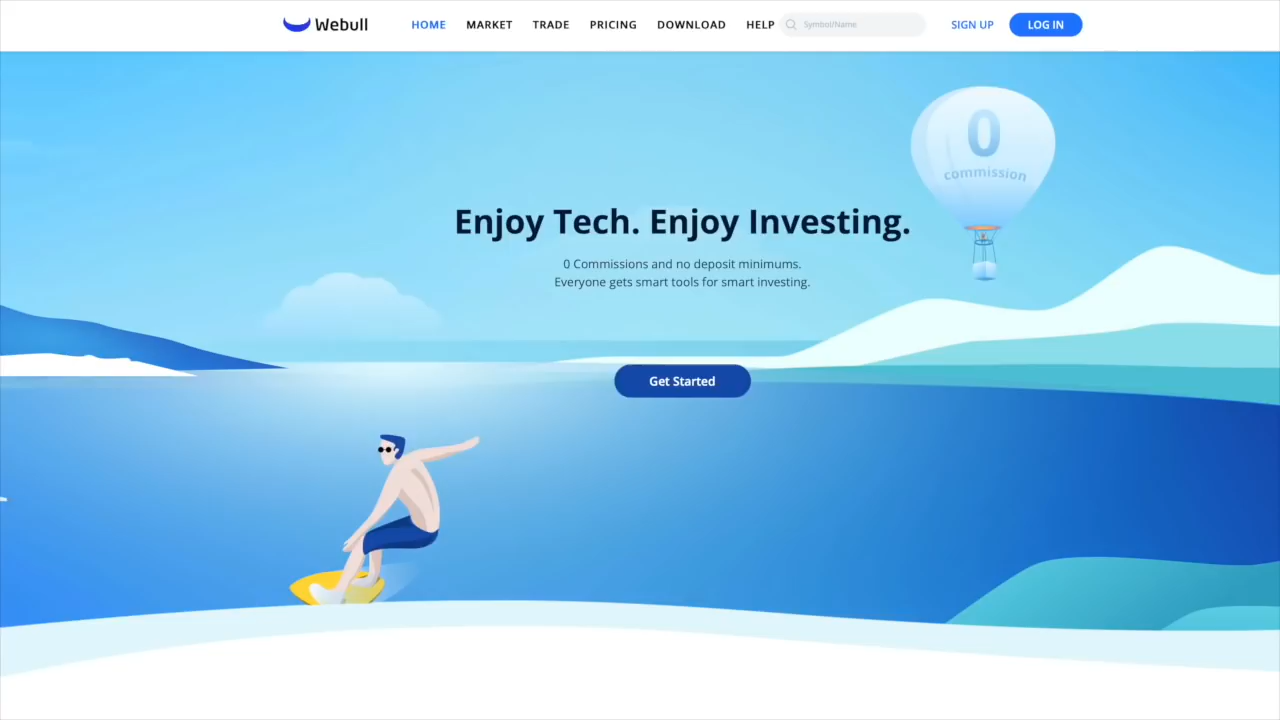 Webull
HOME MARKET TRADE PRICING DOWNLOAD HELP Symbol/Name SIGN UP LOG IN
0
commission
Enjoy Tech. Enjoy Investing.
0 Commissions and no deposit minimums.
Everyone gets smart tools for smart investing.
Get Started